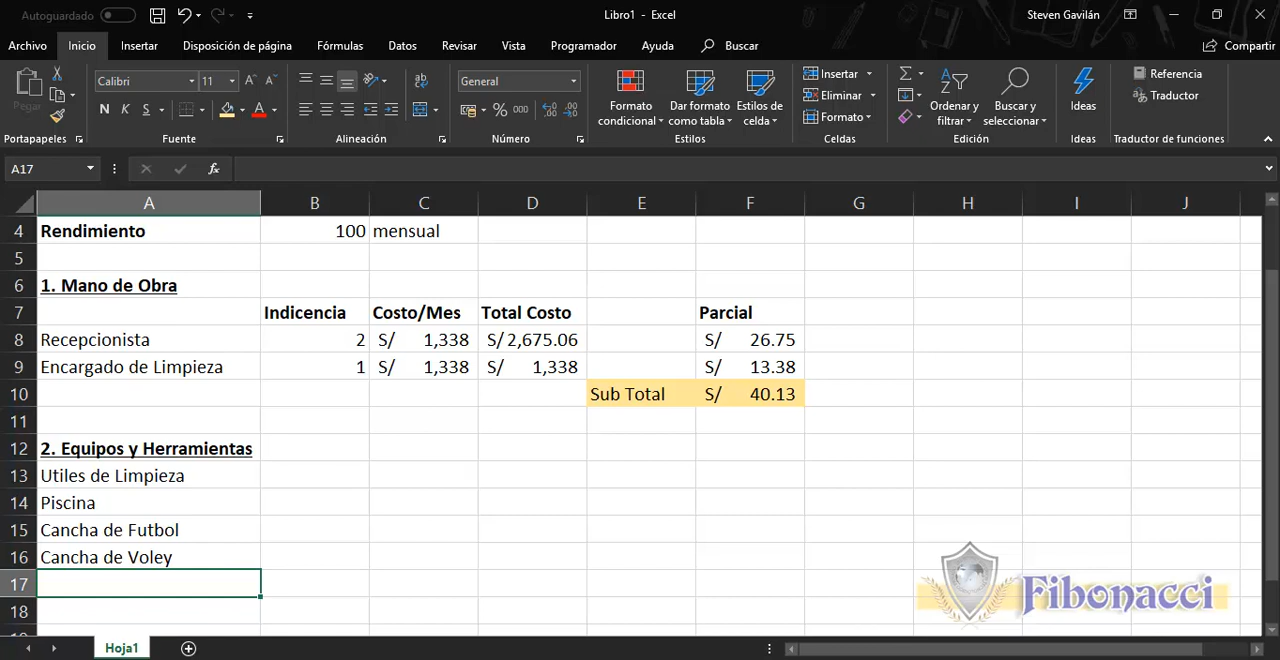 Autoguardado
Libro1 - Excel
Steven Gavilán
Archivo Inicio Insertar Disposición de página Fórmulas Datos Revisar Vista Programador Ayuda Buscar Compartir
Pegar
Calibri 11
N K S
General
% 000
Formato condicional
Dar formato como tabla
Estilos de celda
Insertar
Eliminar
Formato
Ordenar y filtrar
Buscar y seleccionar
Ideas
Referencia
Traductor
Portapapeles Fuente Alineación Número Estilos Celdas Edición Ideas Traductor de funciones
A17 fx
A B C D E F G H I J
4 Rendimiento 100 mensual
5
6 1. Mano de Obra
7 Indicencia Costo/Mes Total Costo Parcial
8 Recepcionista 2 S/ 1,338 S/ 2,675.06 S/ 26.75
9 Encargado de Limpieza 1 S/ 1,338 S/ 1,338 S/ 13.38
10 Sub Total S/ 40.13
11
12 2. Equipos y Herramientas
13 Utiles de Limpieza
14 Piscina
15 Cancha de Futbol
16 Cancha de Voley
17
18
Fibonacci
Hoja1